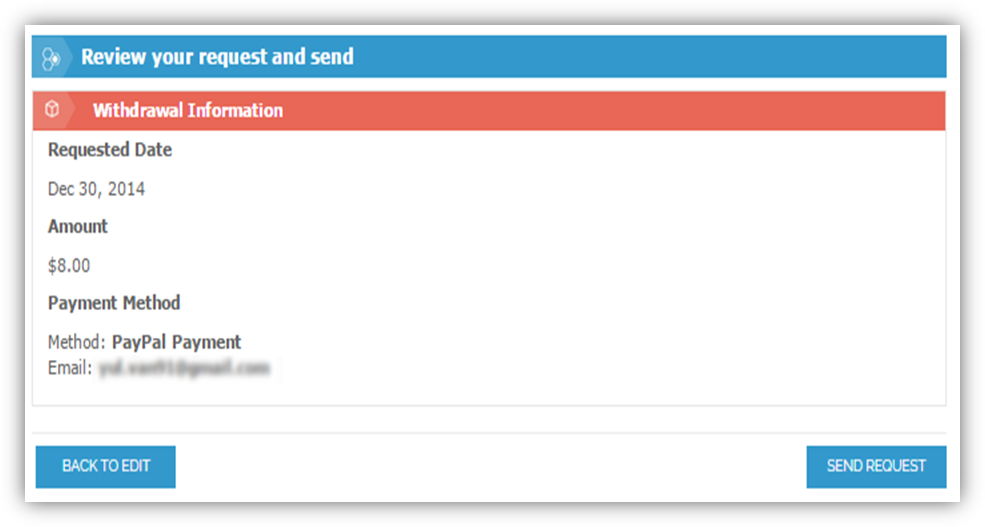 Review your request and send
Withdrawal Information
Requested Date
Dec 30, 2014
Amount
$8.00
Payment Method
Method: PayPal Payment
Email:
BACK TO EDIT
SEND REQUEST